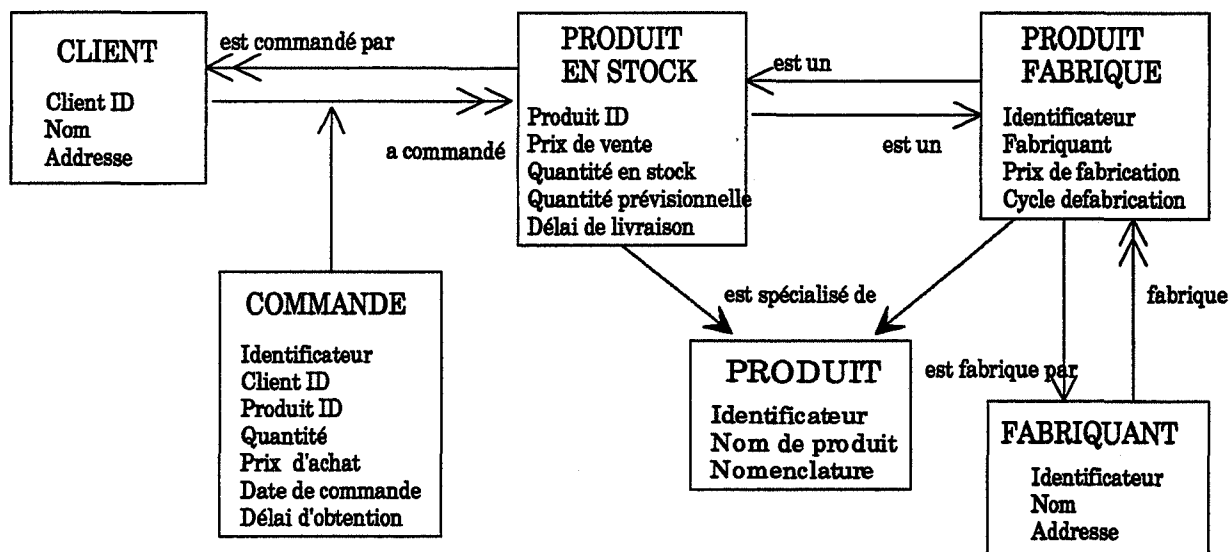 CLIENT
Client ID
Nom
Addresse
est commandé par
a commandé
PRODUIT
EN STOCK
Produit ID
Prix de vente
Quantité en stock
Quantité prévisionnelle
Délai de livraison
est un
est un
PRODUIT
FABRIQUE
Identificateur
Fabriquant
Prix de fabrication
Cycle defabrication
COMMANDE
Identificateur
Client ID
Produit ID
Quantité
Prix d'achat
Date de commande
Délai d'obtention
est spécialisé de
PRODUIT
Identificateur
Nom de produit
Nomenclature
est fabrique par
fabrique
FABRIQUANT
Identificateur
Nom
Addresse